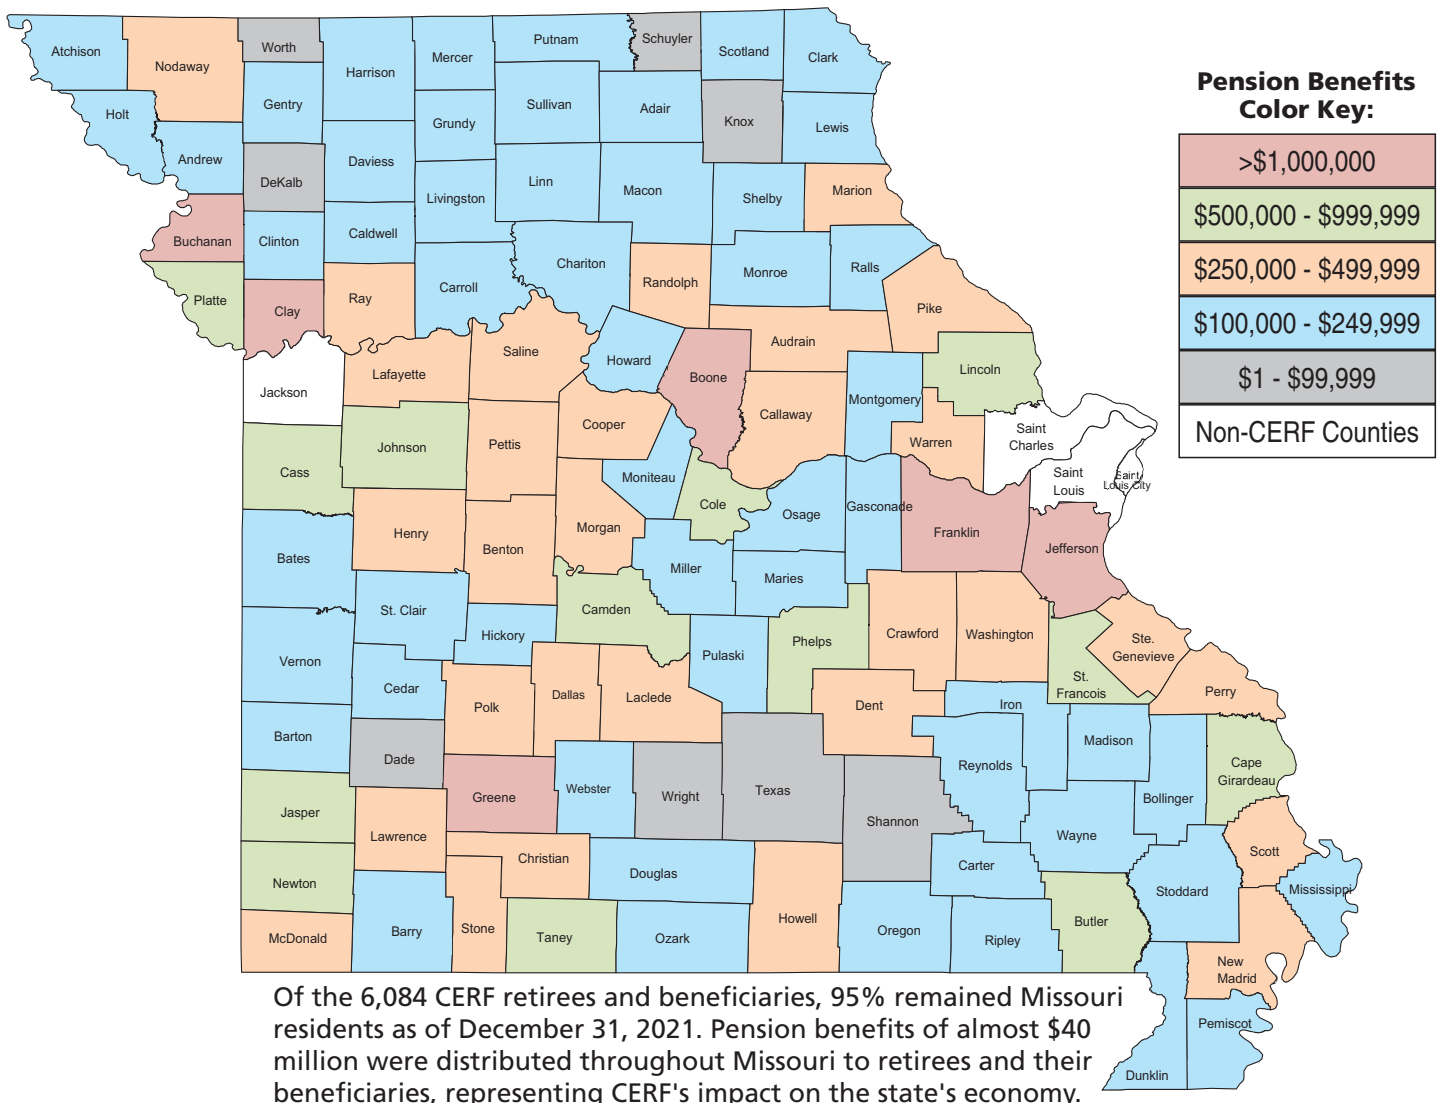 Atchison
Nodaway
Worth
Harrison
Mercer
Putnam
Schuyler
Scotland
Clark
Pension Benefits
Color Key:
>$1,000,000
$500,000 - $999,999
$250,000 - $499,999
$100,000 - $249,999
$1 - $99,999
Non-CERF Counties
Holt
Gentry
Grundy
Sullivan
Adair
Knox
Lewis
Andrew
DeKalb
Daviess
Livingston
Linn
Macon
Shelby
Marion
Buchanan
Clinton
Caldwell
Carroll
Chariton
Randolph
Monroe
Ralls
Platte
Clay
Ray
Pike
Saline
Howard
Boone
Audrain
Lincoln
Jackson
Lafayette
Callaway
Montgomery
Cooper
Warren
Saint
Charles
Cass
Johnson
Pettis
Moniteau
Cole
Osage
Gasconade
Saint
Louis
Saint
Louis City
Bates
Henry
Benton
Morgan
Miller
Maries
Franklin
Jefferson
St. Clair
Hickory
Camden
Pulaski
Phelps
Crawford
Washington
Ste.
Genevieve
Vernon
Cedar
Polk
Dallas
Laclede
Dent
Iron
St.
Francois
Perry
Barton
Dade
Reynolds
Madison
Cape
Girardeau
Jasper
Greene
Webster
Wright
Texas
Shannon
Bollinger
Lawrence
Christian
Wayne
Scott
Newton
Douglas
Carter
Stoddard
Mississippi
McDonald
Barry
Stone
Taney
Ozark
Howell
Oregon
Ripley
Butler
New
Madrid
Pemiscot
Dunklin
Of the 6,084 CERF retirees and beneficiaries, 95% remained Missouri
residents as of December 31, 2021. Pension benefits of almost $40
million were distributed throughout Missouri to retirees and their
beneficiaries, representing CERF's impact on the state's economy.